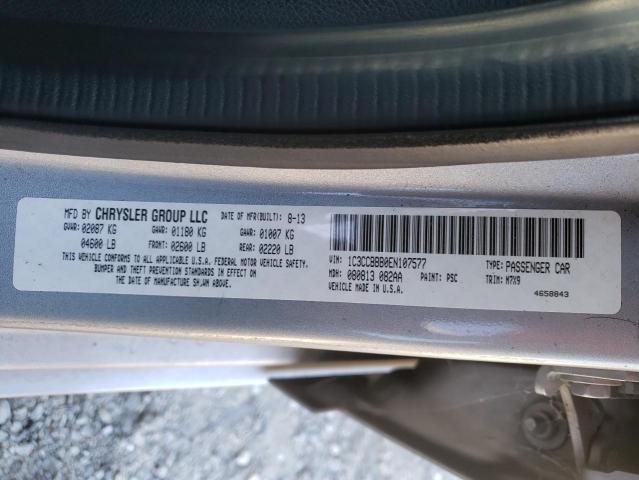 MFD BY CHRYSLER GROUP LLC DATE OF MFR(BUILT): 8-13
GVWR: 02087 KG GAWR: 01180 KG GAWR: 01007 KG
04600 LB FRONT: 02600 LB REAR: 02220 LB
THIS VEHICLE CONFORMS TO ALL APPLICABLE U.S.A. FEDERAL MOTOR VEHICLE SAFETY,
BUMPER AND THEFT PREVENTION STANDARDS IN EFFECT ON
THE DATE OF MANUFACTURE SHOWN ABOVE.
VIN: 1C3CCBBB0EN107577 TYPE: PASSENGER CAR
MDH: 080813 082AA PAINT: PSC TRIM: M7X9
VEHICLE MADE IN U.S.A. 4658843